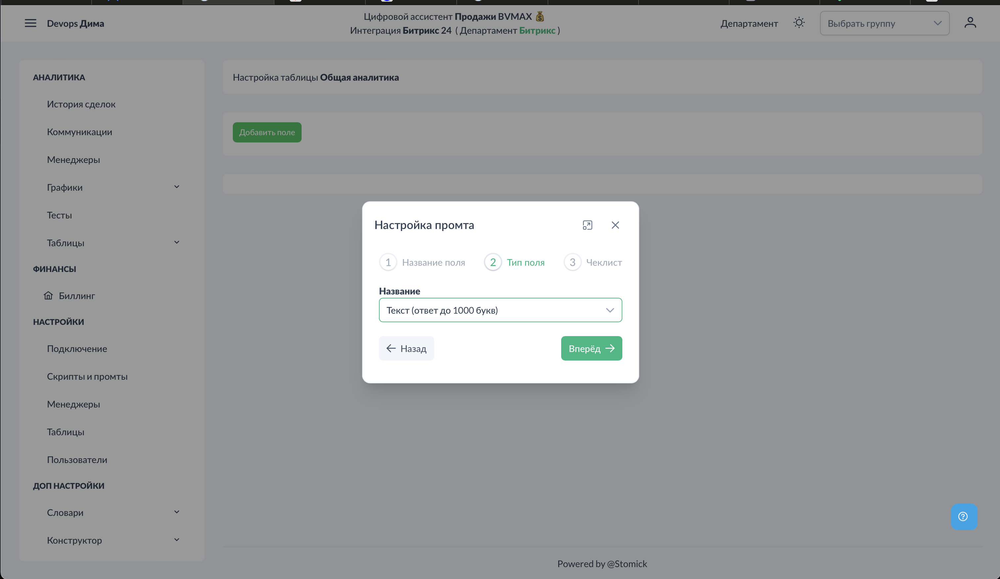 Devops Дима
Цифровой ассистент Продажи BVMAX 💰
Интеграция Битрикс 24 ( Департамент Битрикс )
Департамент
Выбрать группу
АНАЛИТИКА
История сделок
Коммуникации
Менеджеры
Графики
Тесты
Таблицы
ФИНАНСЫ
Биллинг
НАСТРОЙКИ
Подключение
Скрипты и промты
Менеджеры
Таблицы
Пользователи
ДОП НАСТРОЙКИ
Словари
Конструктор
Настройка таблицы Общая аналитика
Добавить поле
Настройка промта
1 Название поля 2 Тип поля 3 Чеклист
Название
Текст (ответ до 1000 букв)
Назад Вперёд
Powered by @Stomick